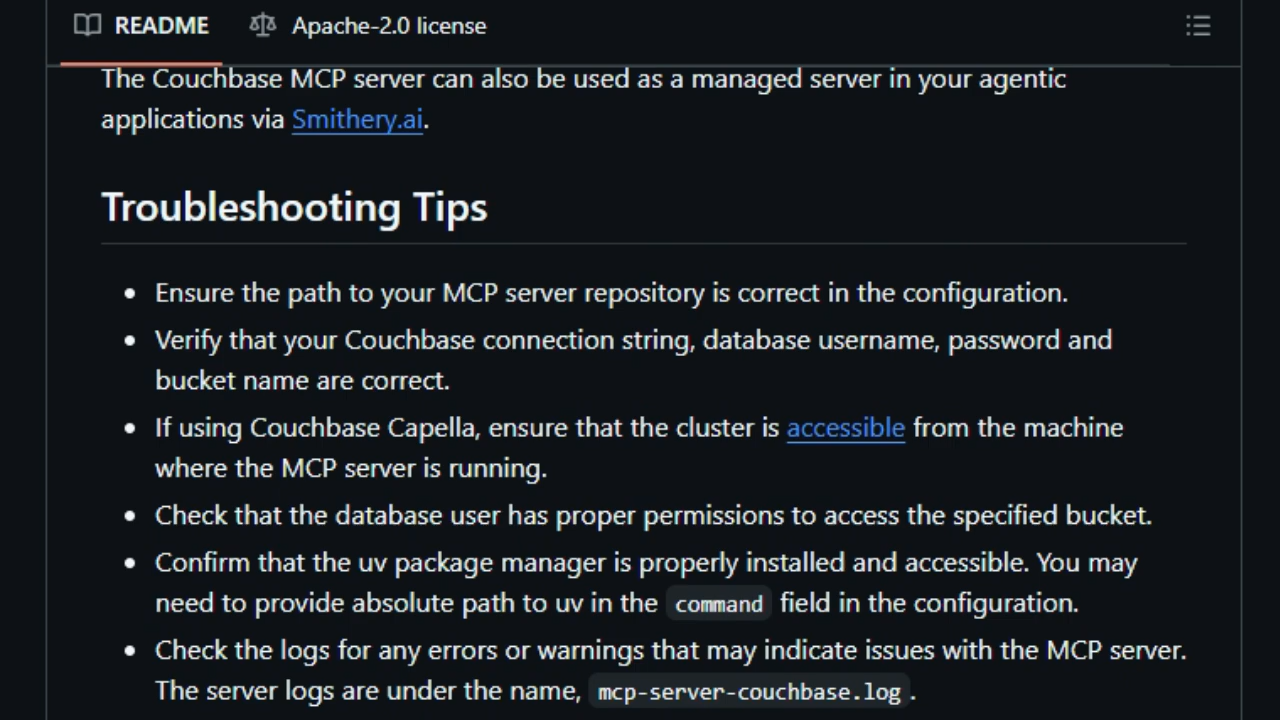 README
Apache-2.0 license
The Couchbase MCP server can also be used as a managed server in your agentic
applications via Smithery.ai.
Troubleshooting Tips
• Ensure the path to your MCP server repository is correct in the configuration.
• Verify that your Couchbase connection string, database username, password and
bucket name are correct.
• If using Couchbase Capella, ensure that the cluster is accessible from the machine
where the MCP server is running.
• Check that the database user has proper permissions to access the specified bucket.
• Confirm that the uv package manager is properly installed and accessible. You may
need to provide absolute path to uv in the command field in the configuration.
• Check the logs for any errors or warnings that may indicate issues with the MCP server.
The server logs are under the name, mcp-server-couchbase.log.